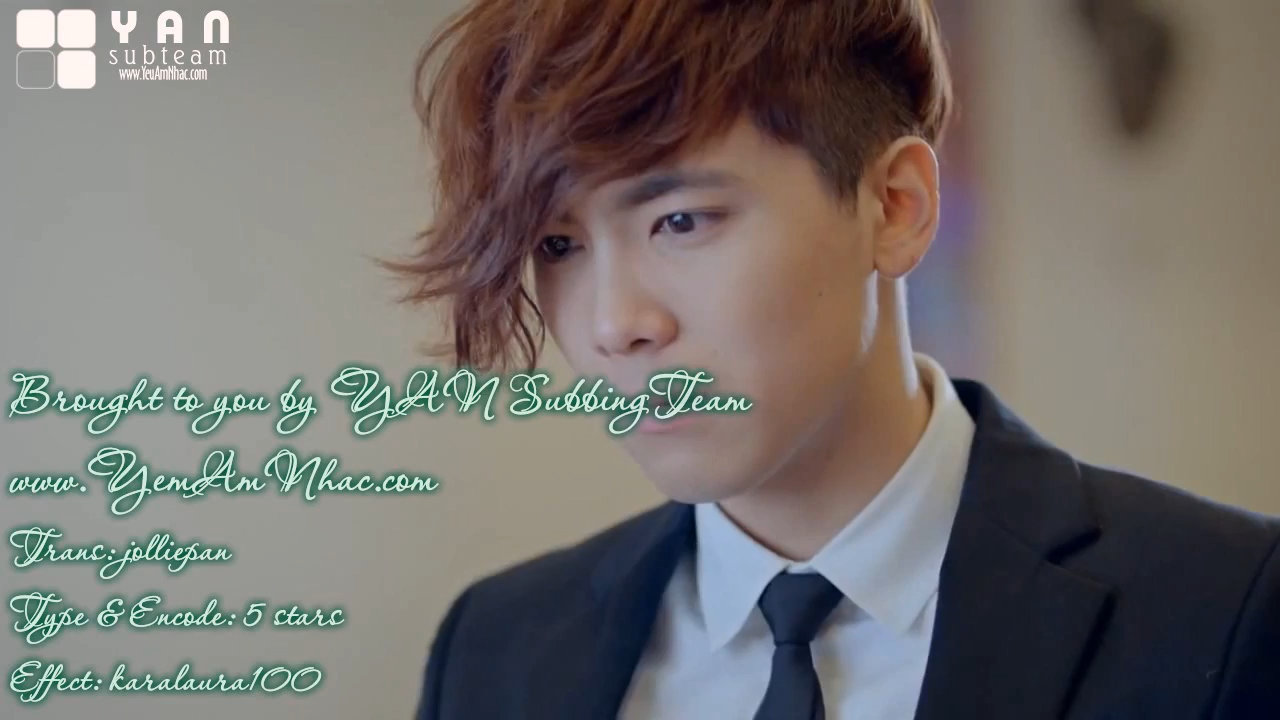 YAN
subteam
www.YeuAmNhac.com
Brought to you by YAN Subbing Team
www.YemAmNhac.com
Trans: jolliepan
Type & Encode: 5 stars
Effect: karalaura100